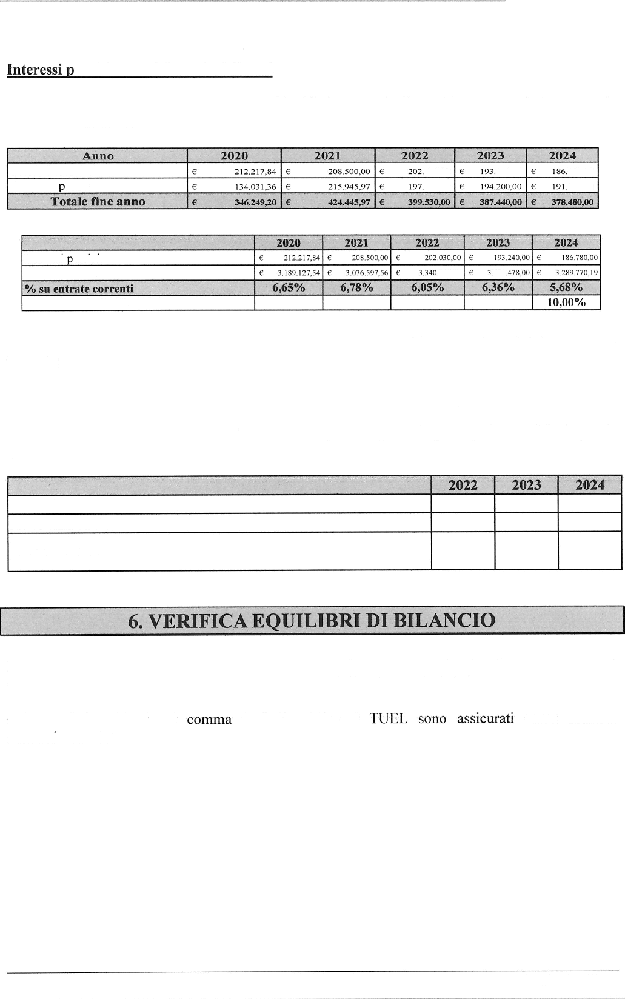 Interessi p
Anno 2020 2021 2022 2023 2024
€ 212.217,84 € 208.500,00 € 202. € 193. € 186.
p € 134.031,36 € 215.945,97 € 197. € 194.200,00 € 191.
Totale fine anno € 346.249,20 € 424.445,97 € 399.530,00 € 387.440,00 € 378.480,00
2020 2021 2022 2023 2024
p € 212.217,84 € 208.500,00 € 202.030,00 € 193.240,00 € 186.780,00
€ 3.189.127,54 € 3.076.597,56 € 3.340. € 3. .478,00 € 3.289.770,19
% su entrate correnti 6,65% 6,78% 6,05% 6,36% 5,68%
10,00%
2022 2023 2024
6. VERIFICA EQUILIBRI DI BILANCIO
comma TUEL sono assicurati